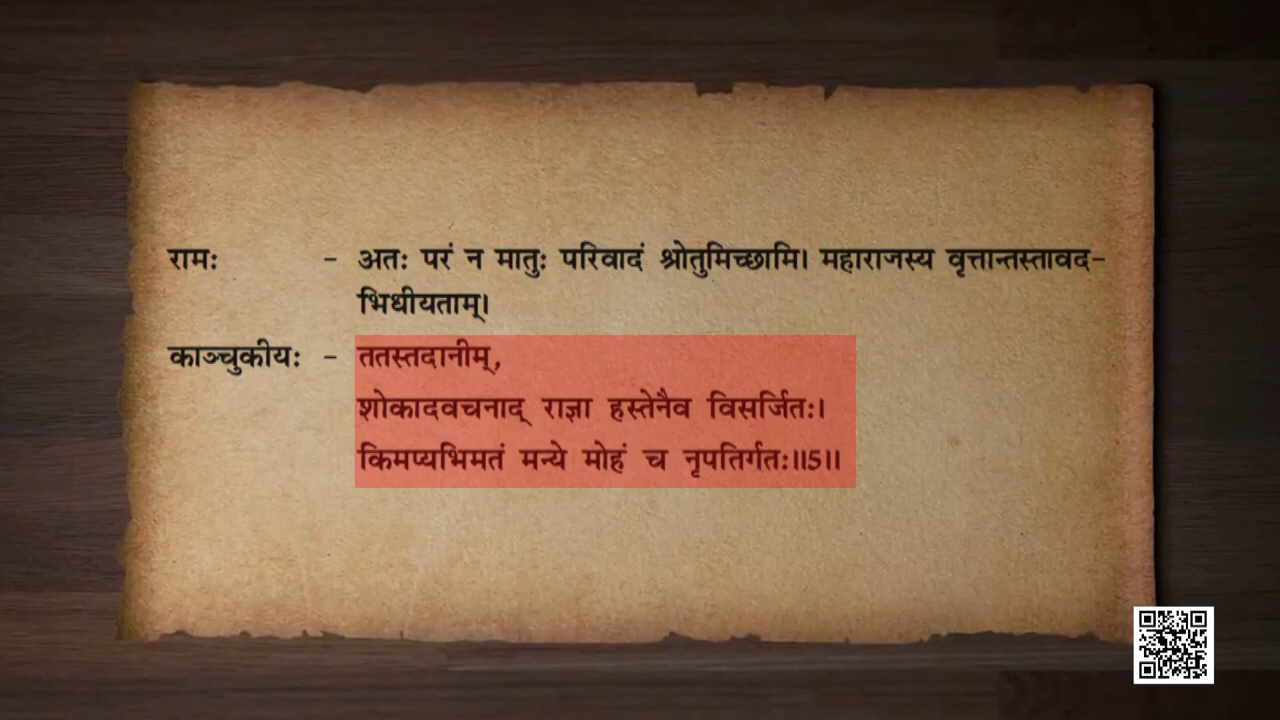 रामः - अतः परं न मातुः परिवादं श्रोतुमिच्छामि। महाराजस्य वृत्तान्तस्तावद-
भिधीयताम्।
काञ्चुकीयः - ततस्तदानीम्,
शोकादवचनाद् राज्ञा हस्तेनैव विसर्जितः।
किमप्यभिमतं मन्ये मोहं च नृपतिर्गतः॥5॥